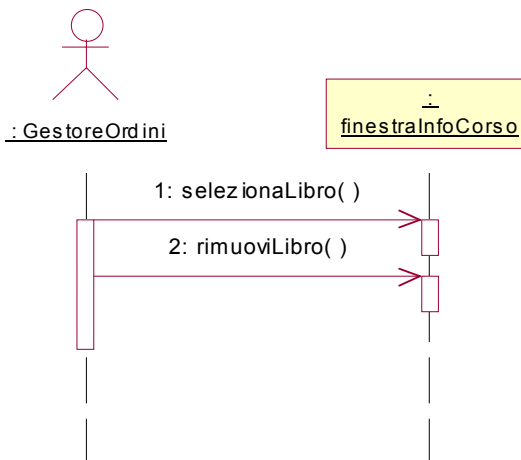 : GestoreOrdini
:
finestraInfoCorso
1: selezionaLibro( )
2: rimuoviLibro( )